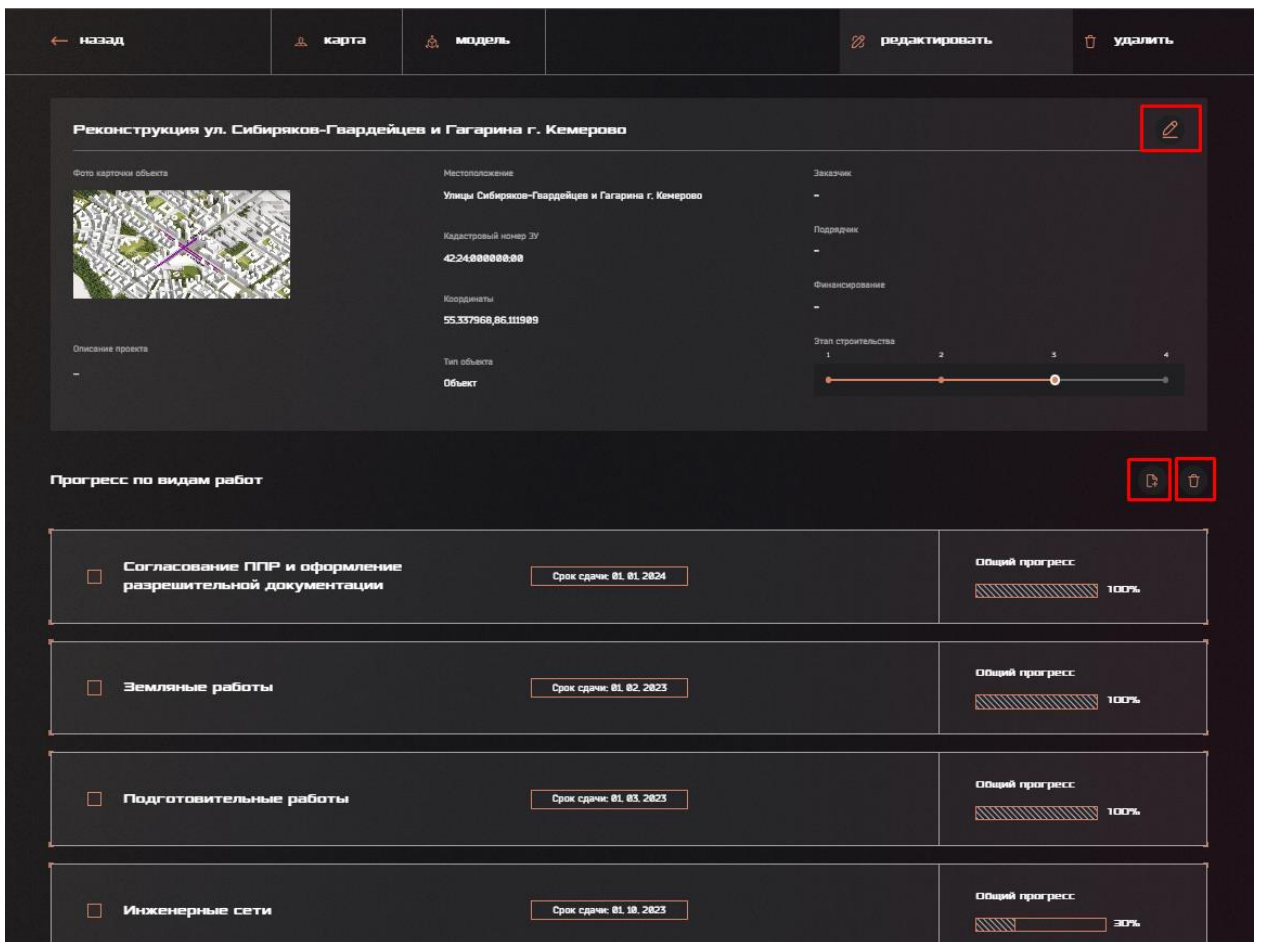 назад
карта
модель
редактировать
удалить
Реконструкция ул. Сибиряков-Гвардейцев и Гагарина г. Кемерово
Фото карточки объекта
Описание проекта
–
Местоположение
Улицы Сибиряков-Гвардейцев и Гагарина г. Кемерово
Кадастровый номер ЗУ
42:24:000000:00
Координаты
55.337968,86.111909
Тип объекта
Объект
Заказчик
–
Подрядчик
–
Финансирование
–
Этап строительства
1 2 3 4
Прогресс по видам работ
Согласование ППР и оформление
разрешительной документации
Срок сдачи: 01. 01. 2024
Общий прогресс
100%
Земляные работы
Срок сдачи: 01. 02. 2023
Общий прогресс
100%
Подготовительные работы
Срок сдачи: 01. 03. 2023
Общий прогресс
100%
Инженерные сети
Срок сдачи: 01. 10. 2023
Общий прогресс
30%